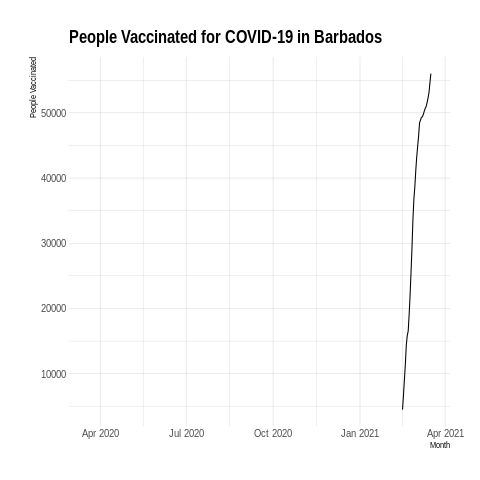 People Vaccinated for COVID-19 in Barbados
People Vaccinated
50000
40000
30000
20000
10000
Apr 2020 Jul 2020 Oct 2020 Jan 2021 Apr 2021
Month